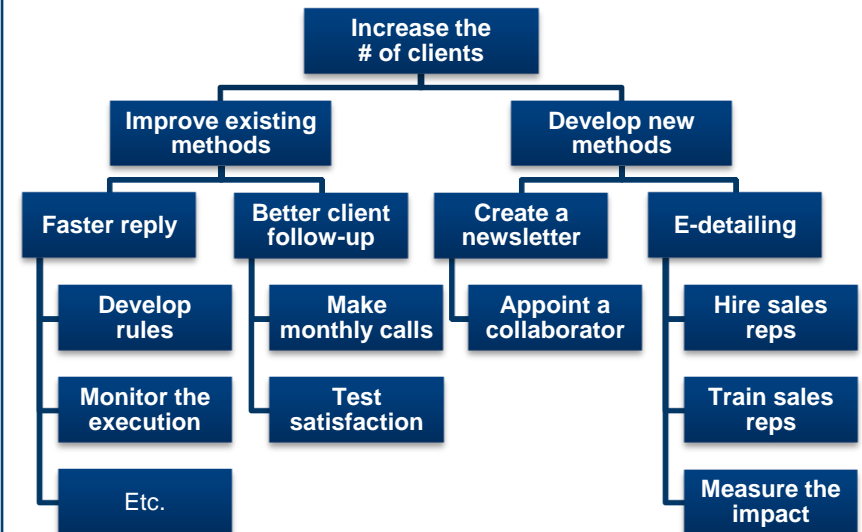 Increase the
# of clients
Improve existing
methods
Develop new
methods
Faster reply
Better client
follow-up
Create a
newsletter
E-detailing
Develop
rules
Make
monthly calls
Appoint a
collaborator
Hire sales
reps
Monitor the
execution
Test
satisfaction
Train sales
reps
Etc.
Measure the
impact